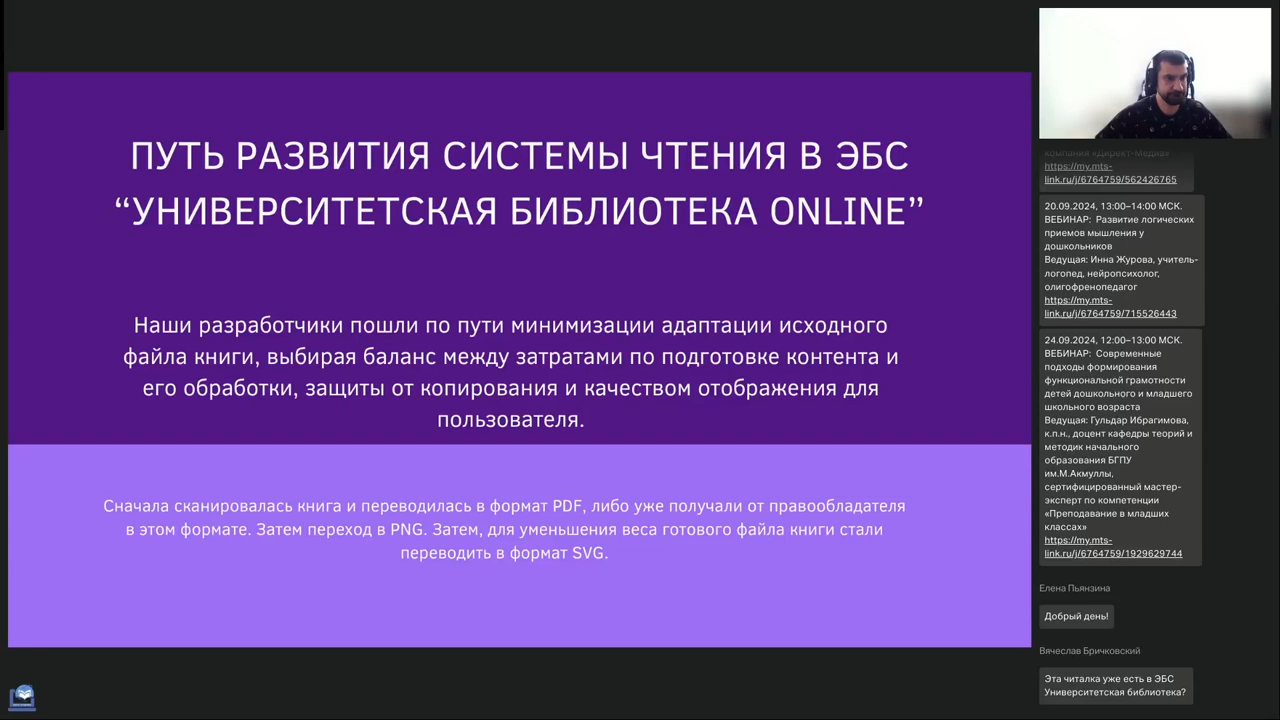 ПУТЬ РАЗВИТИЯ СИСТЕМЫ ЧТЕНИЯ В ЭБС
“УНИВЕРСИТЕТСКАЯ БИБЛИОТЕКА ONLINE”
Наши разработчики пошли по пути минимизации адаптации исходного
файла книги, выбирая баланс между затратами по подготовке контента и
его обработки, защиты от копирования и качеством отображения для
пользователя.
Сначала сканировалась книга и переводилась в формат PDF, либо уже получали от правообладателя
в этом формате. Затем переход в PNG. Затем, для уменьшения веса готового файла книги стали
переводить в формат SVG.
компания «Директ-Медиа»
https://my.mts-
link.ru/j/6764759/562426765
20.09.2024, 13:00–14:00 МСК.
ВЕБИНАР: Развитие логических
приемов мышления у
дошкольников
Ведущая: Инна Журова, учитель-
логопед, нейропсихолог,
олигофренопедагог
https://my.mts-
link.ru/j/6764759/715526443
24.09.2024, 12:00–13:00 МСК.
ВЕБИНАР: Современные
подходы формирования
функциональной грамотности
детей дошкольного и младшего
школьного возраста
Ведущая: Гульдар Ибрагимова,
к.п.н., доцент кафедры теорий и
методик начального
образования БГПУ
им.М.Акмуллы,
сертифицированный мастер-
эксперт по компетенции
«Преподавание в младших
классах»
https://my.mts-
link.ru/j/6764759/1929629744
Елена Пьянзина
Добрый день!
Вячеслав Бричковский
Эта читалка уже есть в ЭБС
Университетская библиотека?